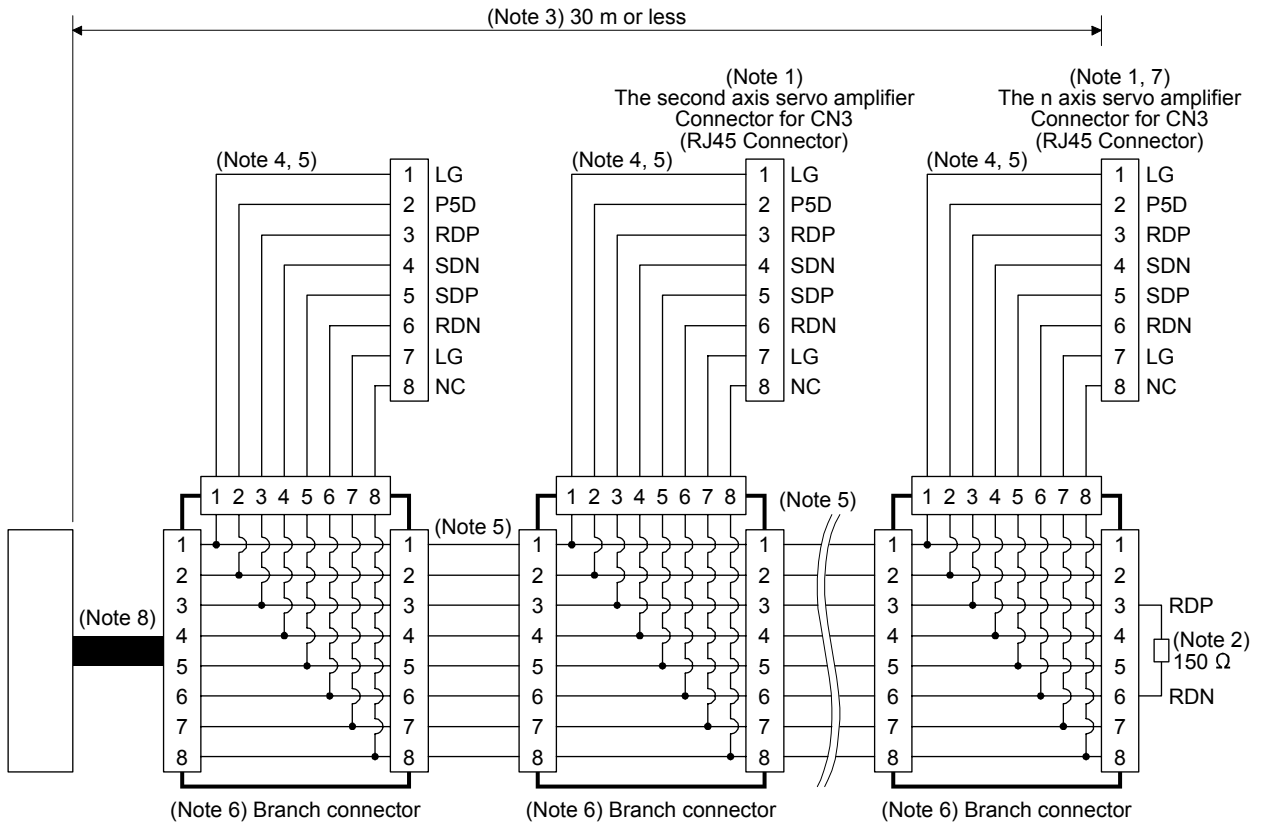 (Note 3) 30 m or less
(Note 1)
The second axis servo amplifier
Connector for CN3
(RJ45 Connector)
(Note 1, 7)
The n axis servo amplifier
Connector for CN3
(RJ45 Connector)
(Note 4, 5)
1 LG
2 P5D
3 RDP
4 SDN
5 SDP
6 RDN
7 LG
8 NC
(Note 4, 5)
1 LG
2 P5D
3 RDP
4 SDN
5 SDP
6 RDN
7 LG
8 NC
(Note 4, 5)
1 LG
2 P5D
3 RDP
4 SDN
5 SDP
6 RDN
7 LG
8 NC
1 2 3 4 5 6 7 8
1 2 3 4 5 6 7 8
1 2 3 4 5 6 7 8
(Note 8)
1
2
3
4
5
6
7
8
1
2
3
4
5
6
7
8
(Note 5)
1
2
3
4
5
6
7
8
1
2
3
4
5
6
7
8
(Note 5)
1
2
3
4
5
6
7
8
1
2
3
4
5
6
7
8
RDP
(Note 2)
150 Ω
RDN
(Note 6) Branch connector
(Note 6) Branch connector
(Note 6) Branch connector